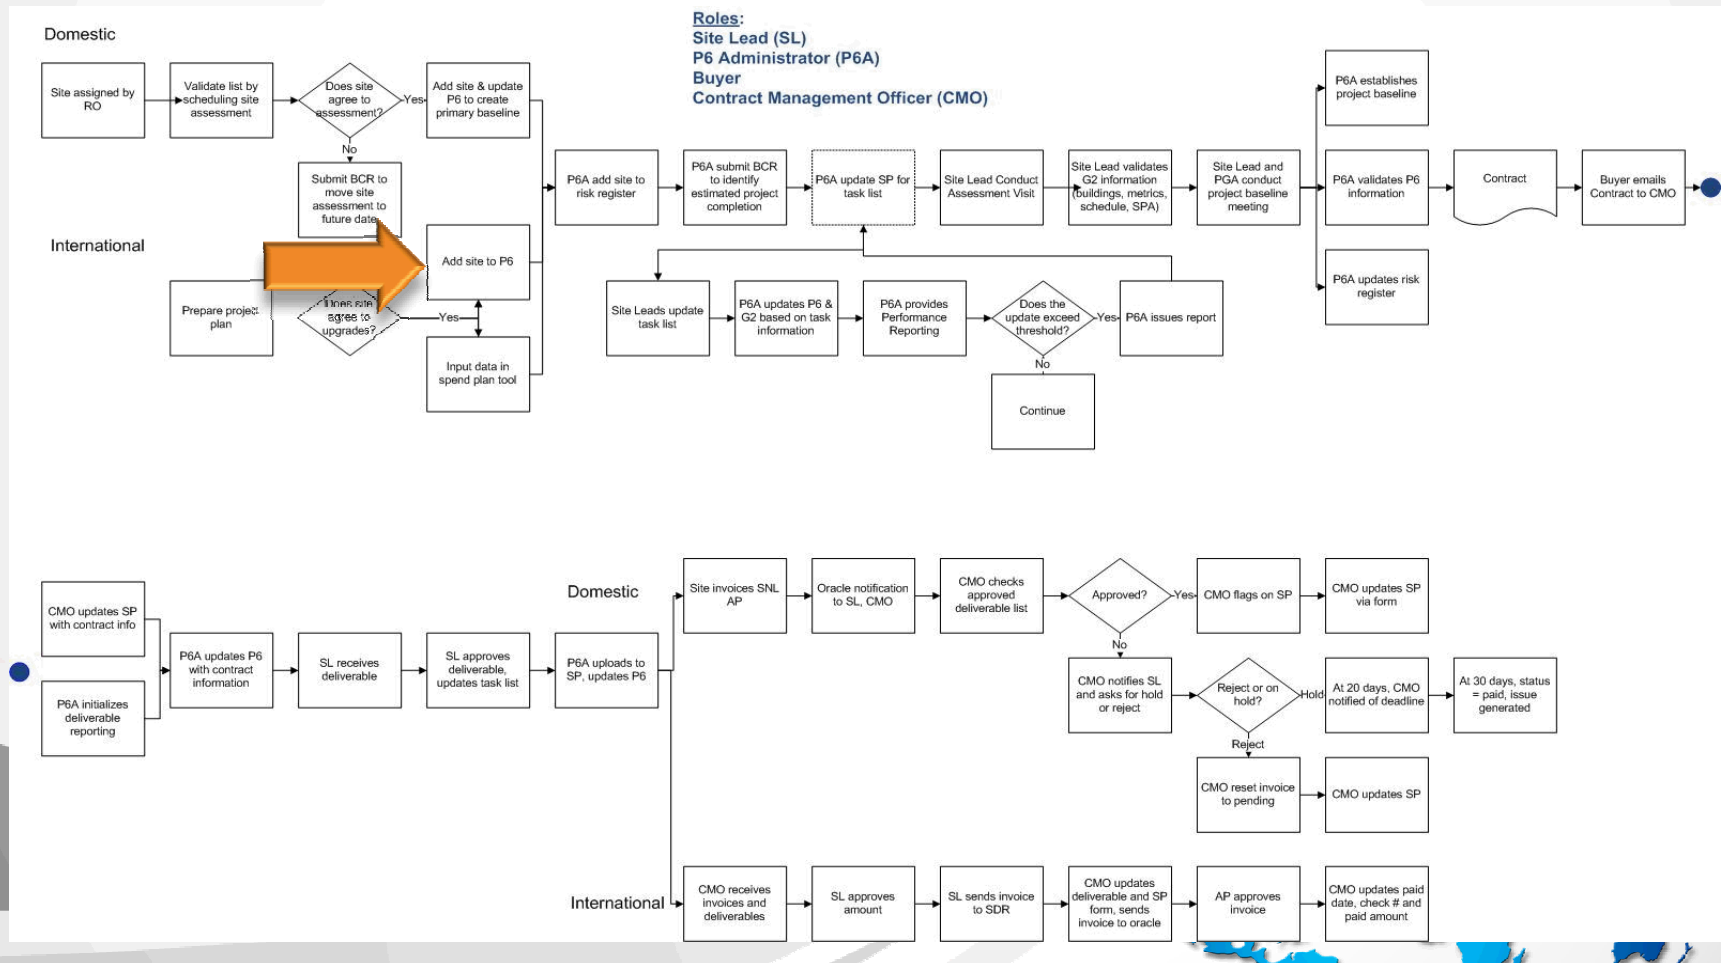 Roles:
Site Lead (SL)
P6 Administrator (P6A)
Buyer
Contract Management Officer (CMO)
Domestic
Site assigned by
RO
Validate list by
scheduling site
assessment
Does site
agree to
assessment?
Yes
Add site & update
P6 to create
primary baseline
No
Submit BCR to
move site
assessment to
future date
International
Prepare project
plan
Does site
agree to
upgrades?
Yes
Add site to P6
Input data in
spend plan tool
P6A add site to
risk register
P6A submit BCR
to identify
estimated project
completion
P6A update SP for
task list
Site Lead Conduct
Assessment Visit
Site Lead validates
G2 information
(buildings, metrics,
schedule, SPA)
Site Lead and
PGA conduct
project baseline
meeting
P6A establishes
project baseline
P6A validates P6
information
P6A updates risk
register
Contract
Buyer emails
Contract to CMO
Site Leads update
task list
P6A updates P6 &
G2 based on task
information
P6A provides
Performance
Reporting
Does the
update exceed
threshold?
Yes
P6A issues report
No
Continue
CMO updates SP
with contract info
P6A initializes
deliverable
reporting
P6A updates P6
with contract
information
SL receives
deliverable
SL approves
deliverable,
updates task list
P6A uploads to
SP, updates P6
Domestic
Site invoices SNL
AP
Oracle notification
to SL, CMO
CMO checks
approved
deliverable list
Approved?
Yes
CMO flags on SP
CMO updates SP
via form
No
CMO notifies SL
and asks for hold
or reject
Reject or on
hold?
Hold
At 20 days, CMO
notified of deadline
At 30 days, status
= paid, issue
generated
Reject
CMO reset invoice
to pending
CMO updates SP
International
CMO receives
invoices and
deliverables
SL approves
amount
SL sends invoice
to SDR
CMO updates
deliverable and SP
form, sends
invoice to oracle
AP approves
invoice
CMO updates paid
date, check # and
paid amount